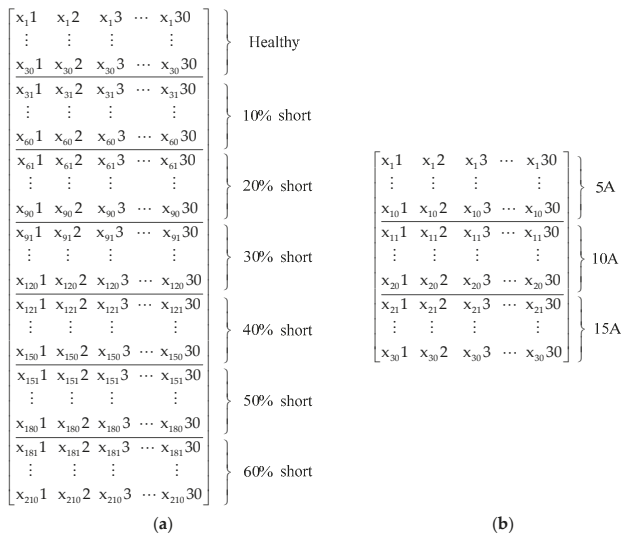 x₁1 x₁2 x₁3 ⋯ x₁30
⋮ ⋮ ⋮ ⋮
x₃₀1 x₃₀2 x₃₀3 ⋯ x₃₀30
Healthy
x₃₁1 x₃₁2 x₃₁3 ⋯ x₃₁30
⋮ ⋮ ⋮ ⋮
x₆₀1 x₆₀2 x₆₀3 ⋯ x₆₀30
10% short
x₆₁1 x₆₁2 x₆₁3 ⋯ x₆₁30
⋮ ⋮ ⋮ ⋮
x₉₀1 x₉₀2 x₉₀3 ⋯ x₉₀30
20% short
x₉₁1 x₉₁2 x₉₁3 ⋯ x₉₁30
⋮ ⋮ ⋮ ⋮
x₁₂₀1 x₁₂₀2 x₁₂₀3 ⋯ x₁₂₀30
30% short
x₁₂₁1 x₁₂₁2 x₁₂₁3 ⋯ x₁₂₁30
⋮ ⋮ ⋮ ⋮
x₁₅₀1 x₁₅₀2 x₁₅₀3 ⋯ x₁₅₀30
40% short
x₁₅₁1 x₁₅₁2 x₁₅₁3 ⋯ x₁₅₁30
⋮ ⋮ ⋮ ⋮
x₁₈₀1 x₁₈₀2 x₁₈₀3 ⋯ x₁₈₀30
50% short
x₁₈₁1 x₁₈₁2 x₁₈₁3 ⋯ x₁₈₁30
⋮ ⋮ ⋮ ⋮
x₂₁₀1 x₂₁₀2 x₂₁₀3 ⋯ x₂₁₀30
60% short
(a)
x₁1 x₁2 x₁3 ⋯ x₁30
⋮ ⋮ ⋮ ⋮
x₁₀1 x₁₀2 x₁₀3 ⋯ x₁₀30
5A
x₁₁1 x₁₁2 x₁₁3 ⋯ x₁₁30
⋮ ⋮ ⋮ ⋮
x₂₀1 x₂₀2 x₂₀3 ⋯ x₂₀30
10A
x₂₁1 x₂₁2 x₂₁3 ⋯ x₂₁30
⋮ ⋮ ⋮ ⋮
x₃₀1 x₃₀2 x₃₀3 ⋯ x₃₀30
15A
(b)